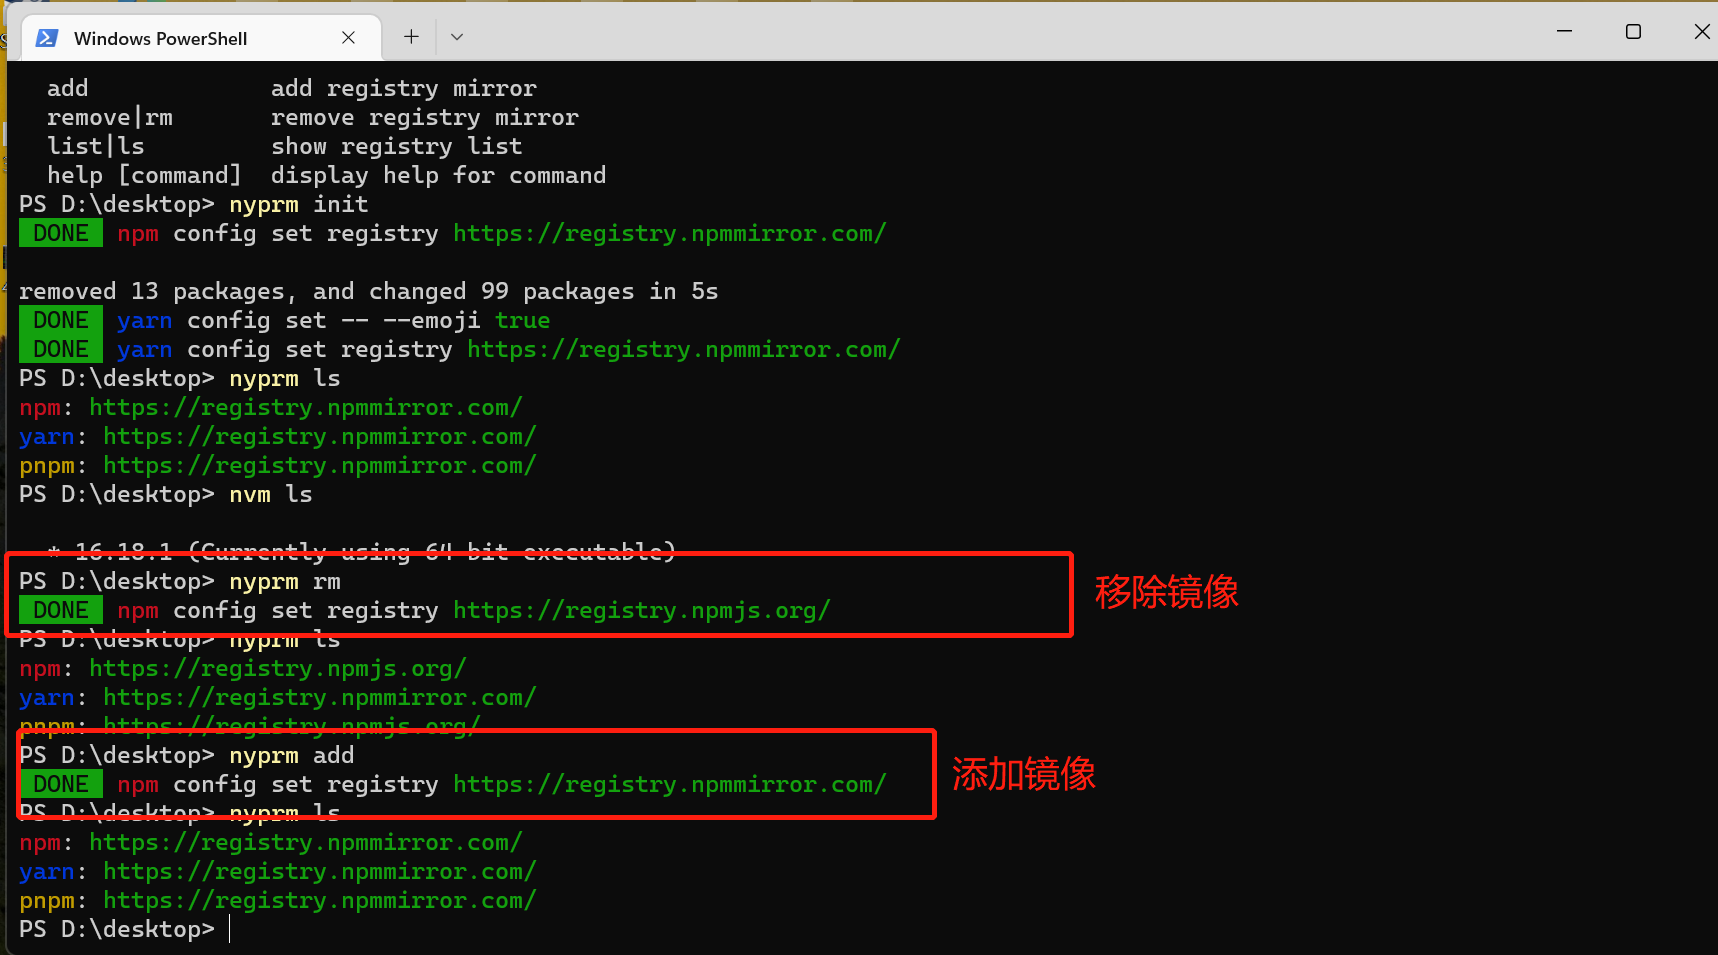 Windows PowerShell
add add registry mirror
remove|rm remove registry mirror
list|ls show registry list
help [command] display help for command
PS D:\desktop> nyprm init
DONE npm config set registry https://registry.npmmirror.com/
removed 13 packages, and changed 99 packages in 5s
DONE yarn config set -- --emoji true
DONE yarn config set registry https://registry.npmmirror.com/
PS D:\desktop> nyprm ls
npm: https://registry.npmmirror.com/
yarn: https://registry.npmmirror.com/
pnpm: https://registry.npmmirror.com/
PS D:\desktop> nvm ls
* 16.18.1 (Currently using 64-bit executable)
PS D:\desktop> nyprm rm
DONE npm config set registry https://registry.npmjs.org/
移除镜像
PS D:\desktop> nyprm ls
npm: https://registry.npmjs.org/
yarn: https://registry.npmmirror.com/
pnpm: https://registry.npmjs.org/
PS D:\desktop> nyprm add
DONE npm config set registry https://registry.npmmirror.com/
添加镜像
PS D:\desktop> nyprm ls
npm: https://registry.npmmirror.com/
yarn: https://registry.npmmirror.com/
pnpm: https://registry.npmmirror.com/
PS D:\desktop>